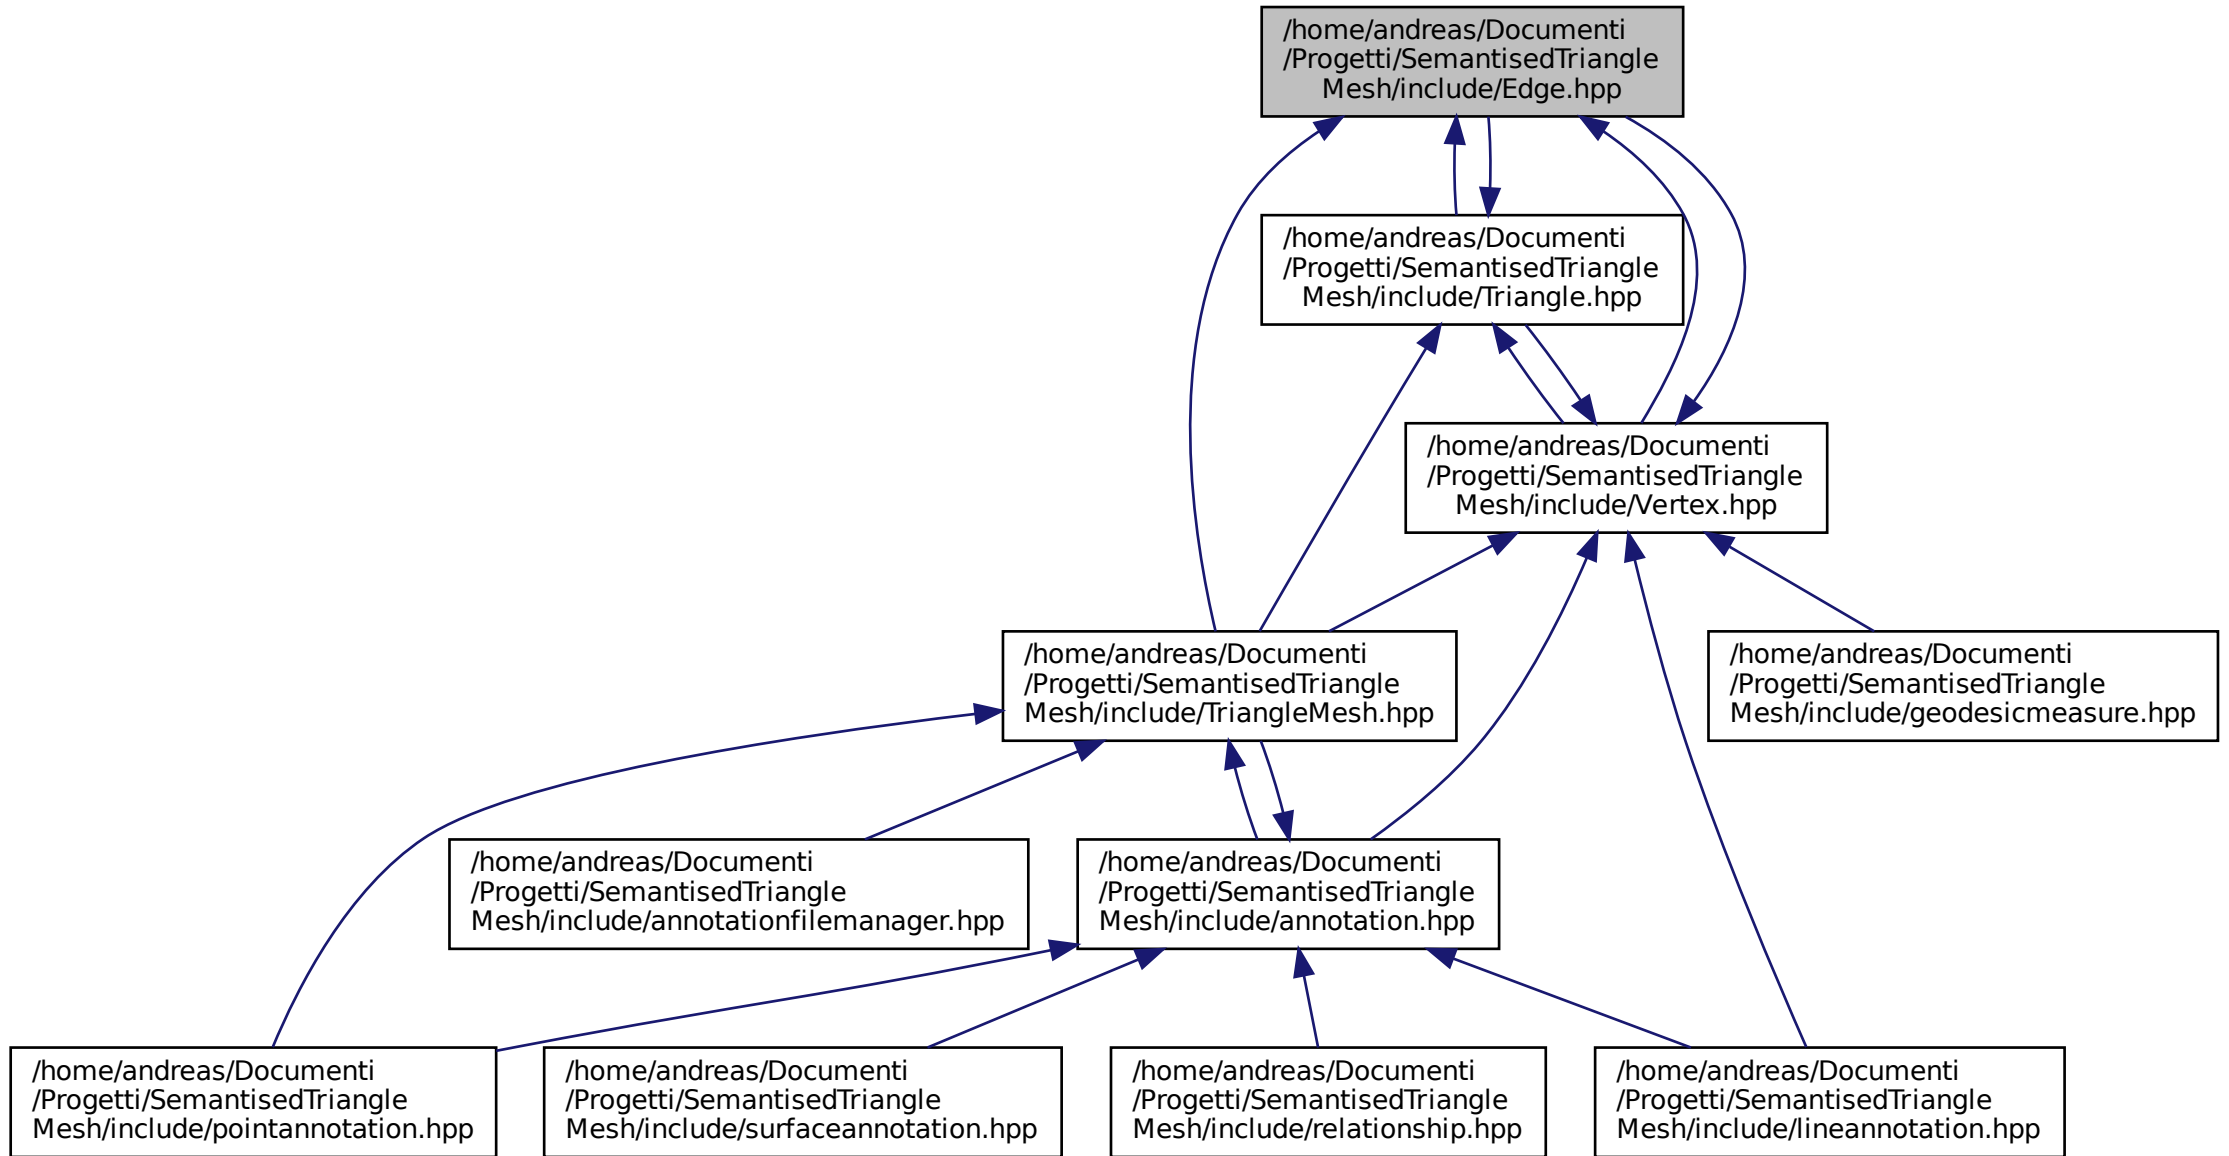 /home/andreas/Documenti
/Progetti/SemantisedTriangle
Mesh/include/Edge.hpp
/home/andreas/Documenti
/Progetti/SemantisedTriangle
Mesh/include/Triangle.hpp
/home/andreas/Documenti
/Progetti/SemantisedTriangle
Mesh/include/Vertex.hpp
/home/andreas/Documenti
/Progetti/SemantisedTriangle
Mesh/include/TriangleMesh.hpp
/home/andreas/Documenti
/Progetti/SemantisedTriangle
Mesh/include/geodesicmeasure.hpp
/home/andreas/Documenti
/Progetti/SemantisedTriangle
Mesh/include/annotationfilemanager.hpp
/home/andreas/Documenti
/Progetti/SemantisedTriangle
Mesh/include/annotation.hpp
/home/andreas/Documenti
/Progetti/SemantisedTriangle
Mesh/include/pointannotation.hpp
/home/andreas/Documenti
/Progetti/SemantisedTriangle
Mesh/include/surfaceannotation.hpp
/home/andreas/Documenti
/Progetti/SemantisedTriangle
Mesh/include/relationship.hpp
/home/andreas/Documenti
/Progetti/SemantisedTriangle
Mesh/include/lineannotation.hpp